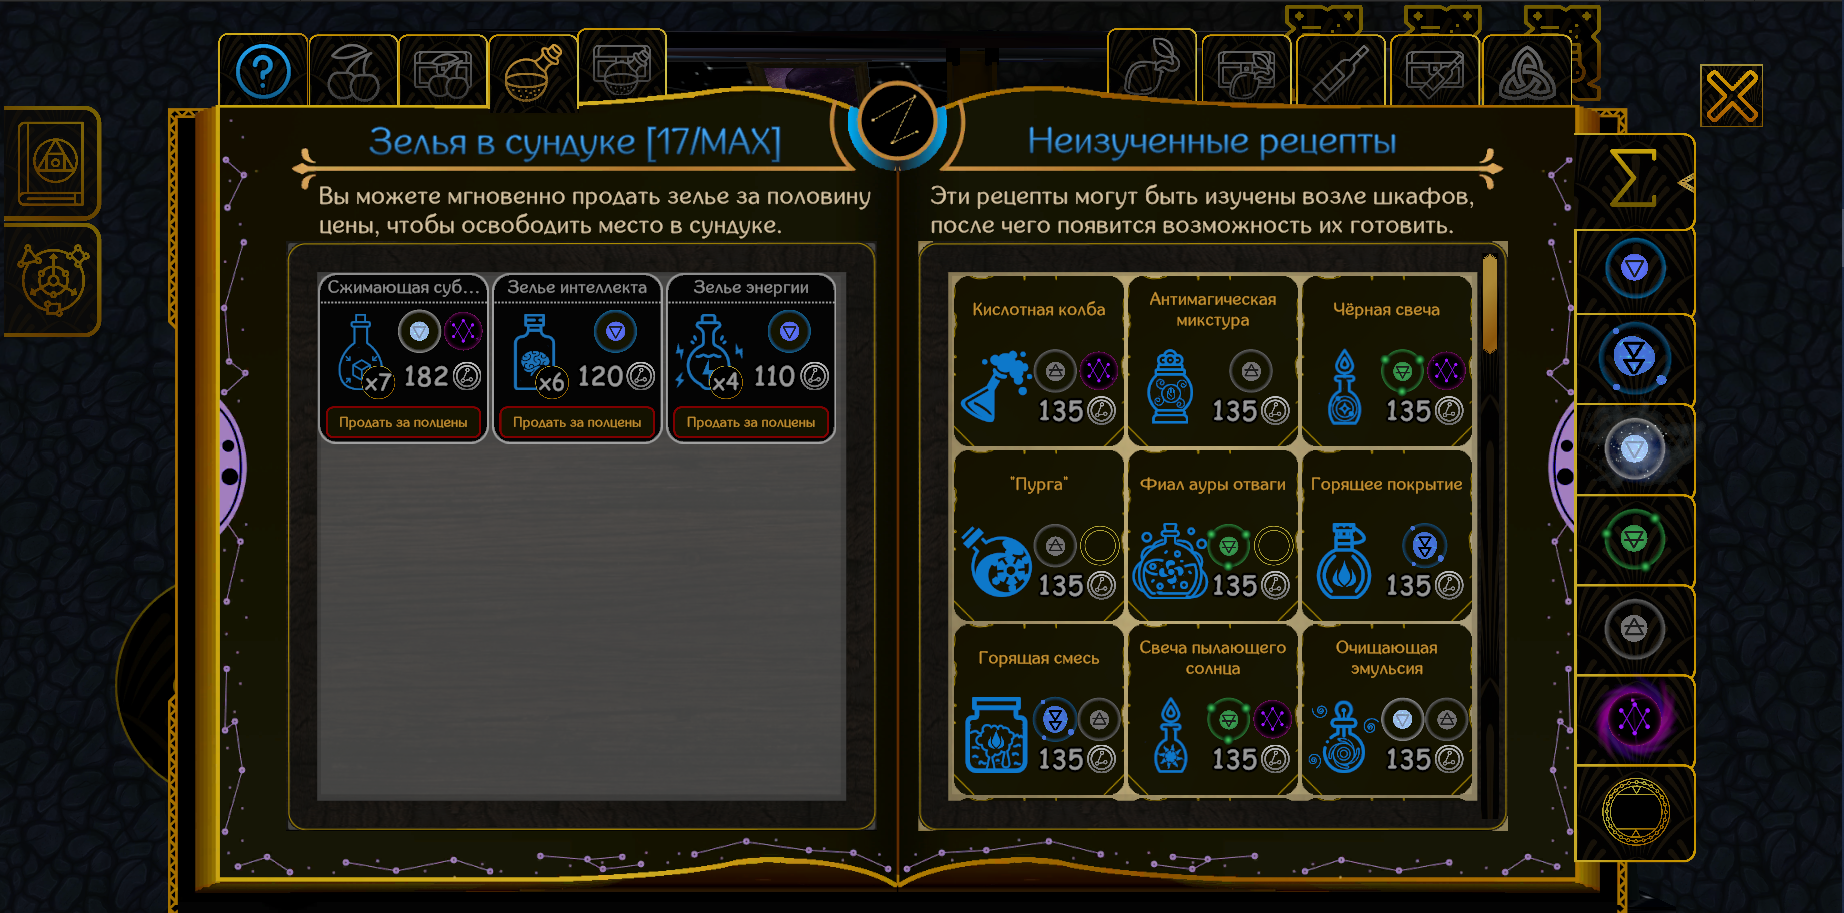 Зелья в сундуке [17/MAX]
Вы можете мгновенно продать зелье за половину
цены, чтобы освободить место в сундуке.
Сжимающая суб...
x7
182
Продать за полцены
Зелье интеллекта
x6
120
Продать за полцены
Зелье энергии
x4
110
Продать за полцены
Неизученные рецепты
Эти рецепты могут быть изучены возле шкафов,
после чего появится возможность их готовить.
Кислотная колба
135
Антимагическая
микстура
135
Чёрная свеча
135
"Пурга"
135
Фиал ауры отваги
135
Горящее покрытие
135
Горящая смесь
135
Свеча пылающего
солнца
135
Очищающая
эмульсия
135